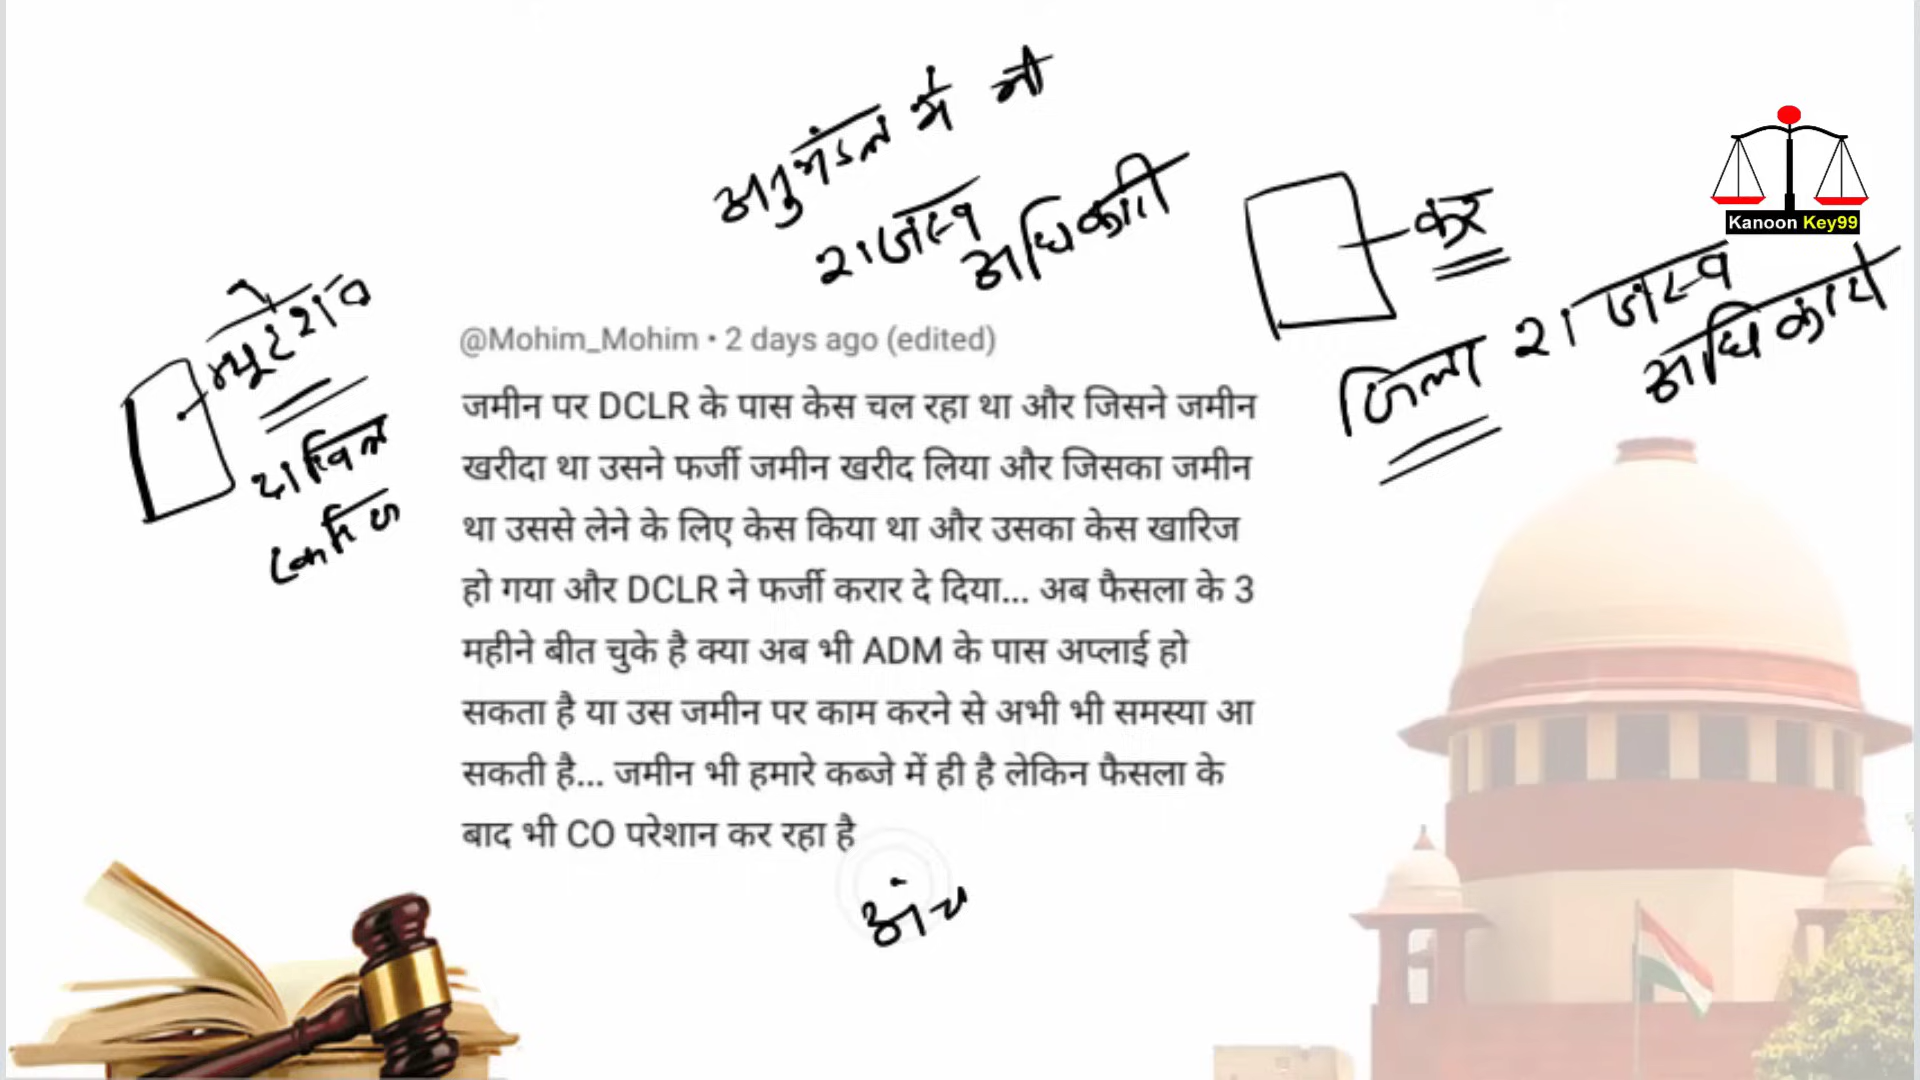 अनुमंडल में भी
राजस्व
अधिकारी
कर
Kanoon Key99
जिला राजस्व
अधिकारी
म्यूटेशन
दाखिल
खारिज
@Mohim_Mohim • 2 days ago (edited)
जमीन पर DCLR के पास केस चल रहा था और जिसने जमीन
खरीदा था उसने फर्जी जमीन खरीद लिया और जिसका जमीन
था उससे लेने के लिए केस किया था और उसका केस खारिज
हो गया और DCLR ने फर्जी करार दे दिया... अब फैसला के 3
महीने बीत चुके है क्या अब भी ADM के पास अप्लाई हो
सकता है या उस जमीन पर काम करने से अभी भी समस्या आ
सकती है... जमीन भी हमारे कब्जे में ही है लेकिन फैसला के
बाद भी CO परेशान कर रहा है
अंच